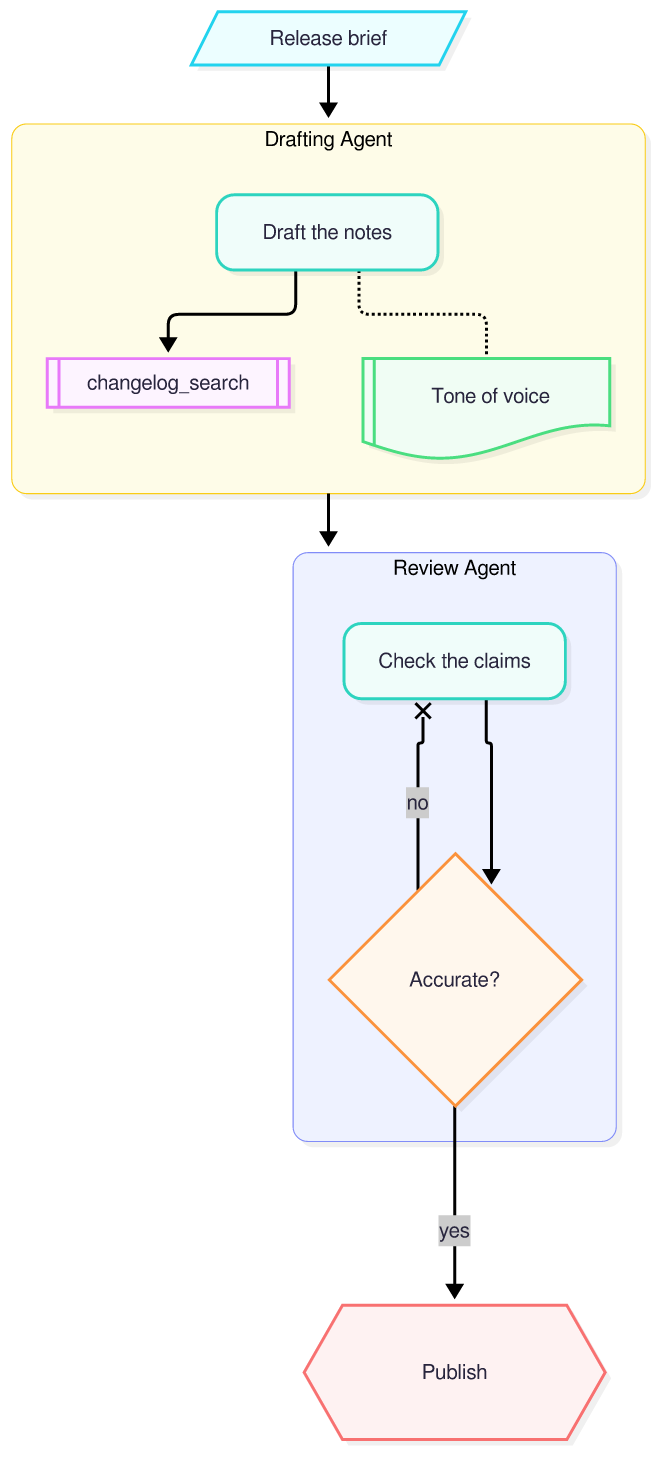 Release brief
Drafting Agent
Draft the notes
changelog_search
Tone of voice
Review Agent
Check the claims
no
Accurate?
yes
Publish